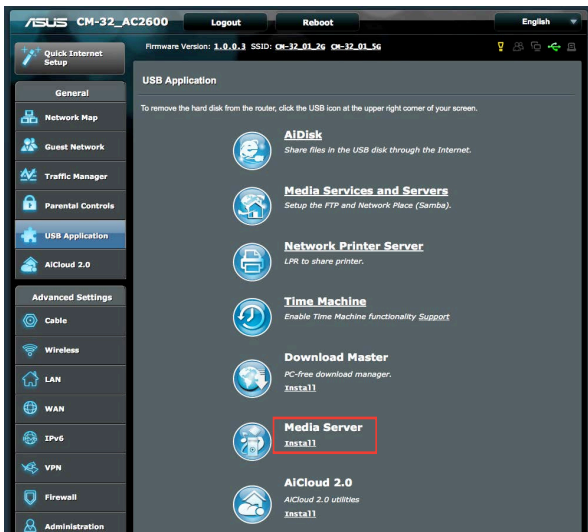 ASUS CM-32_AC2600 Logout Reboot English
Quick Internet
Setup
Firmware Version: 1.0.0.3 SSID: CM-32_01_2G CM-32_01_5G
General
Network Map
Guest Network
Traffic Manager
Parental Controls
USB Application
AiCloud 2.0
Advanced Settings
Cable
Wireless
LAN
WAN
IPv6
VPN
Firewall
Administration
USB Application
To remove the hard disk from the router, click the USB icon at the upper right corner of your screen.
AiDisk
Share files in the USB disk through the Internet.
Media Services and Servers
Setup the FTP and Network Place (Samba).
Network Printer Server
LPR to share printer.
Time Machine
Enable Time Machine functionality Support
Download Master
PC-free download manager.
Install
Media Server
Install
AiCloud 2.0
AiCloud 2.0 utilities
Install